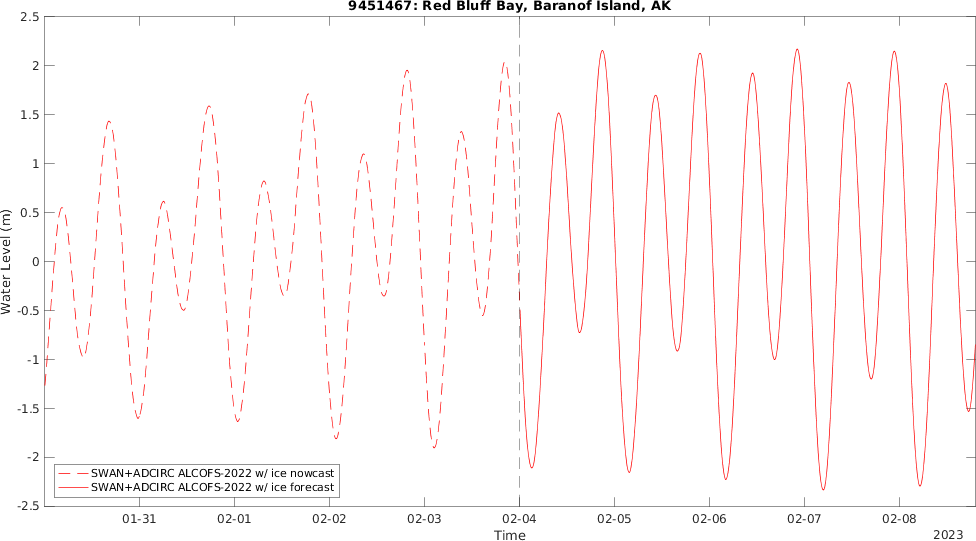 9451467: Red Bluff Bay, Baranof Island, AK
2.5
2
1.5
1
0.5
0
-0.5
-1
-1.5
-2
-2.5
Water Level (m)
SWAN+ADCIRC ALCOFS-2022 w/ ice nowcast
SWAN+ADCIRC ALCOFS-2022 w/ ice forecast
01-31 02-01 02-02 02-03 02-04 02-05 02-06 02-07 02-08
Time
2023